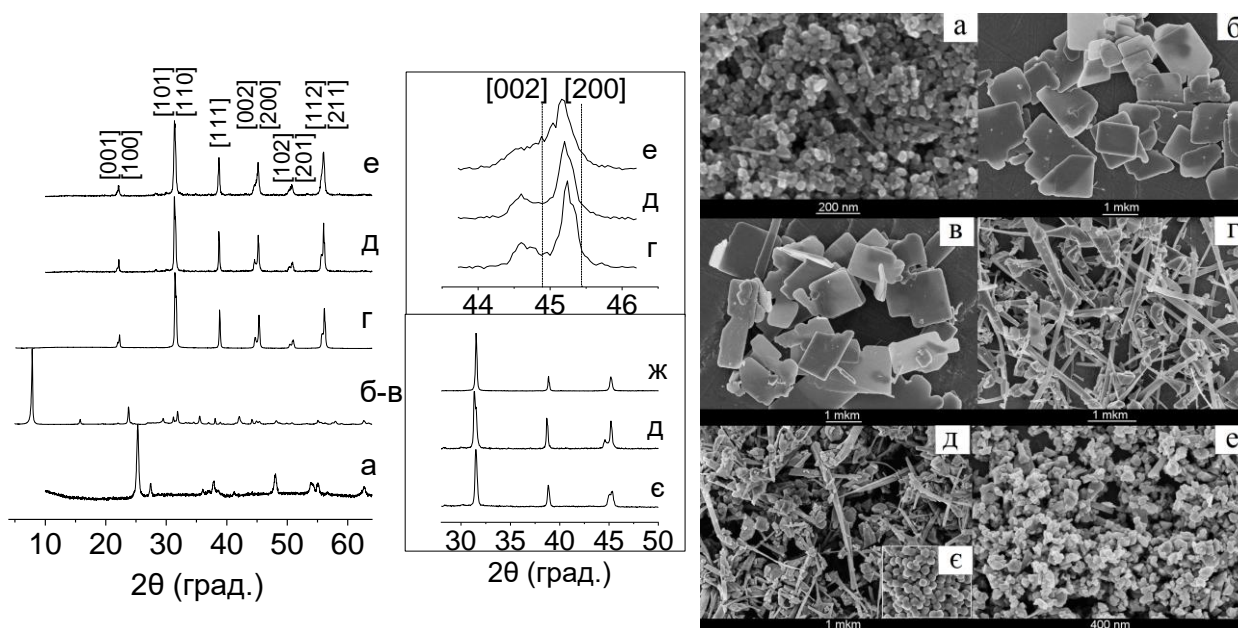 [001]
[100]
[101]
[110]
[111]
[002]
[200]
[102]
[201]
[112]
[211]
е
д
г
б-в
а
10 20 30 40 50 60
2θ (град.)
[002] [200]
е
д
г
44 45 46
ж
д
є
30 35 40 45 50
2θ (град.)
а
200 nm
б
1 mkm
в
1 mkm
г
1 mkm
д
є
1 mkm
е
400 nm